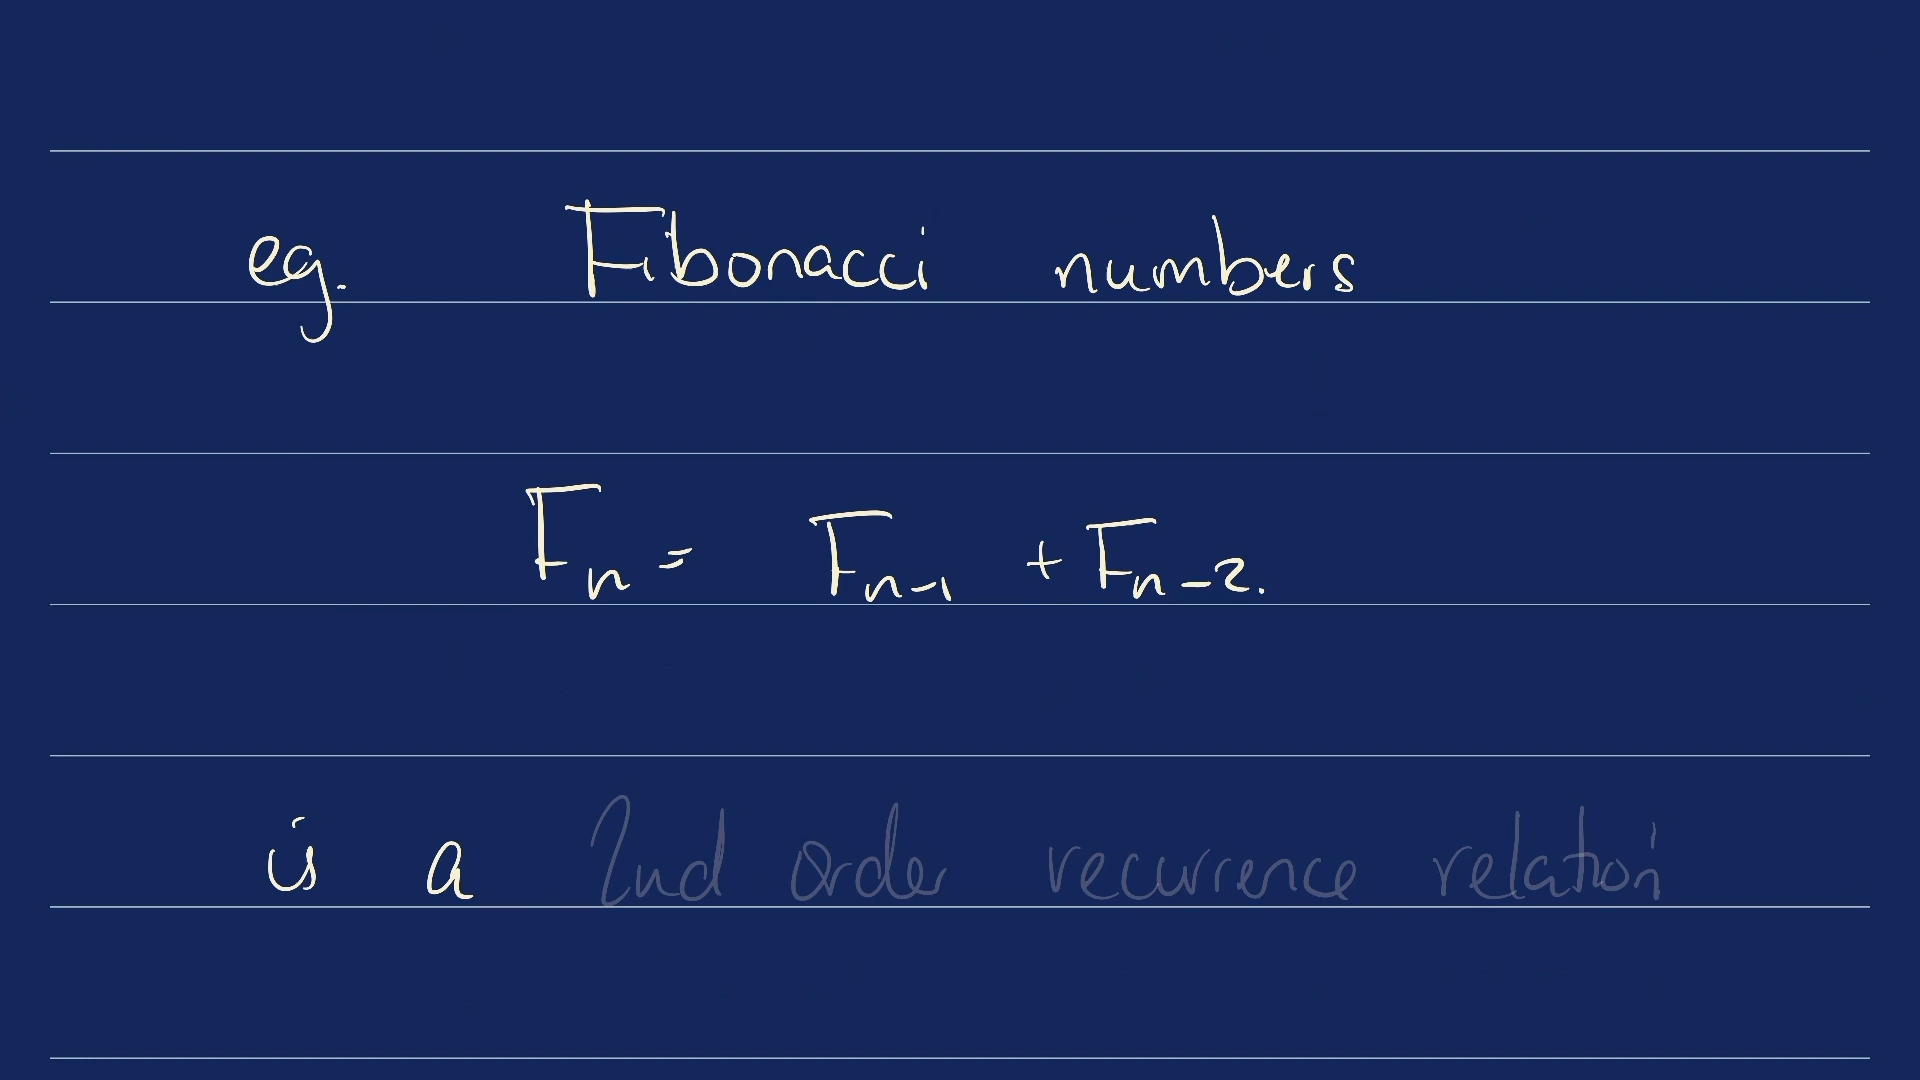 eg. Fibonacci numbers
Fn = Fn-1 + Fn-2.
is a 2nd order recurrence relation